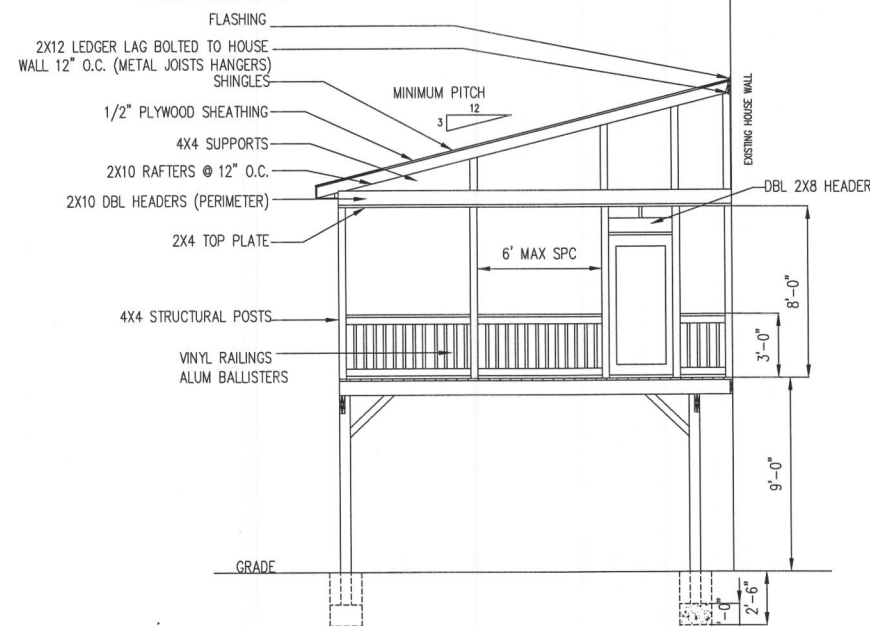 FLASHING
2X12 LEDGER LAG BOLTED TO HOUSE
WALL 12" O.C. (METAL JOISTS HANGERS)
SHINGLES
MINIMUM PITCH
12
3
1/2" PLYWOOD SHEATHING
4X4 SUPPORTS
2X10 RAFTERS @ 12" O.C.
2X10 DBL HEADERS (PERIMETER)
2X4 TOP PLATE
EXISTING HOUSE WALL
DBL 2X8 HEADER
6' MAX SPC
8'-0"
4X4 STRUCTURAL POSTS
3'-0"
VINYL RAILINGS
ALUM BALLISTERS
9'-0"
GRADE
2'-6"
'-0"